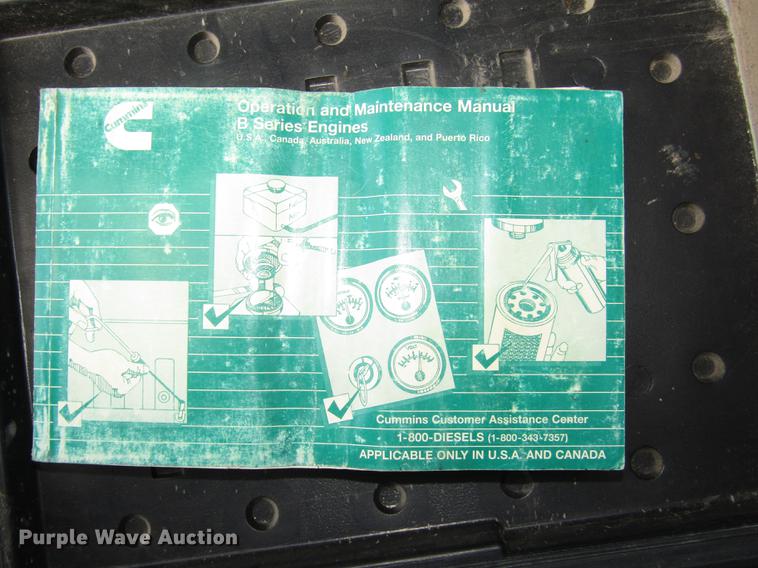 Cummins
Operation and Maintenance Manual
B Series Engines
U.S.A., Canada, Australia, New Zealand, and Puerto Rico
Cummins Customer Assistance Center
1-800-DIESELS (1-800-343-7357)
APPLICABLE ONLY IN U.S.A. AND CANADA
Purple Wave Auction